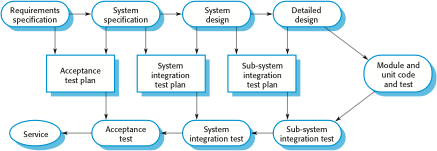 Requirements
specification
System
specification
System
design
Detailed
design
Acceptance
test plan
System
integration
test plan
Sub-system
integration
test plan
Module and
unit code
and test
Service
Acceptance
test
System
integration test
Sub-system
integration test